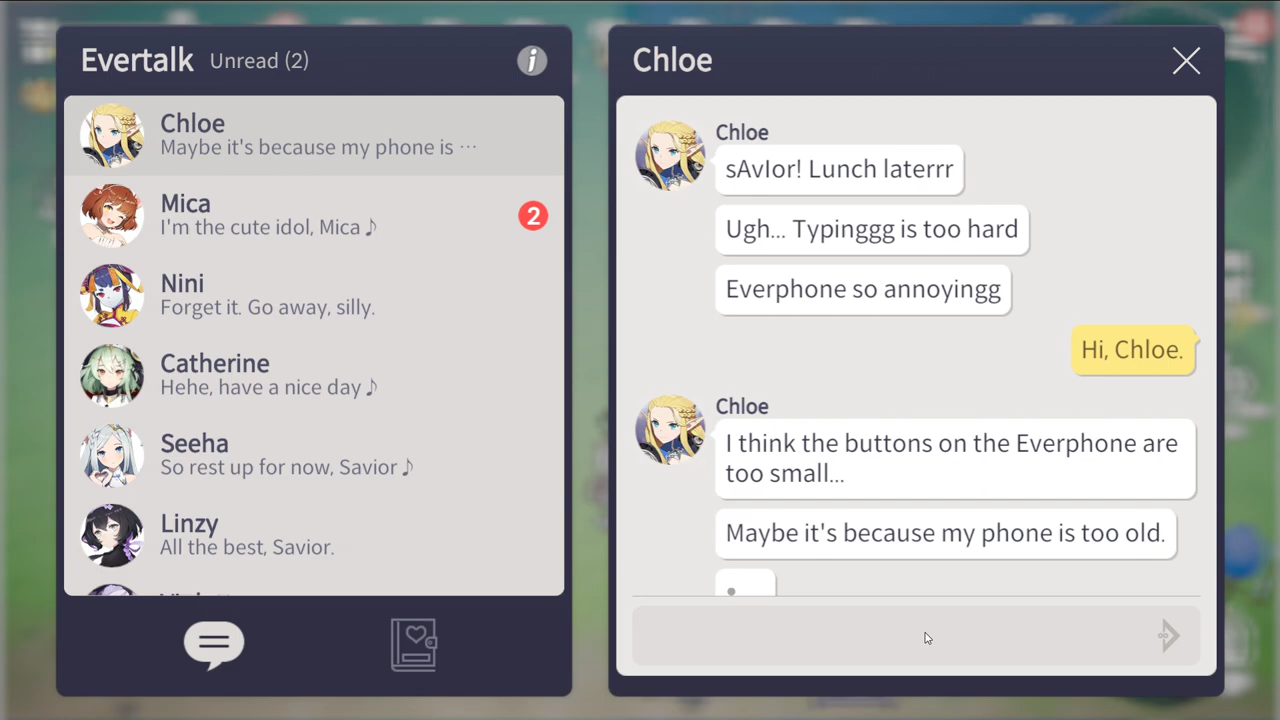 Evertalk Unread (2)
Chloe
Maybe it's because my phone is ···
Mica
I'm the cute idol, Mica♪
2
Nini
Forget it. Go away, silly.
Catherine
Hehe, have a nice day♪
Seeha
So rest up for now, Savior♪
Linzy
All the best, Savior.
Chloe
Chloe
sAvIor! Lunch laterrr
Ugh... Typinggg is too hard
Everphone so annoyingg
Hi, Chloe.
Chloe
I think the buttons on the Everphone are
too small...
Maybe it's because my phone is too old.